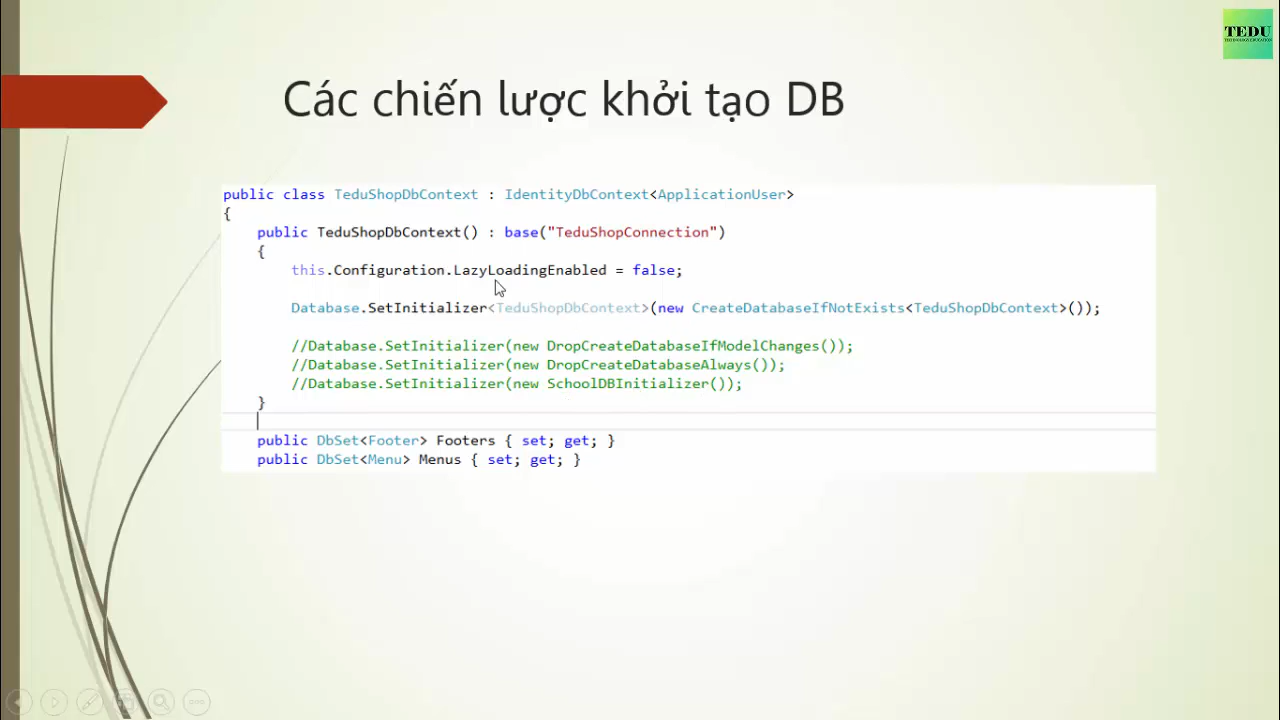 TEDU
TECHNOLOGY EDUCATION
Các chiến lược khởi tạo DB
public class TeduShopDbContext : IdentityDbContext<ApplicationUser>
{
public TeduShopDbContext() : base("TeduShopConnection")
{
this.Configuration.LazyLoadingEnabled = false;
Database.SetInitializer<TeduShopDbContext>(new CreateDatabaseIfNotExists<TeduShopDbContext>());
//Database.SetInitializer(new DropCreateDatabaseIfModelChanges());
//Database.SetInitializer(new DropCreateDatabaseAlways());
//Database.SetInitializer(new SchoolDBInitializer());
}
public DbSet<Footer> Footers { set; get; }
public DbSet<Menu> Menus { set; get; }